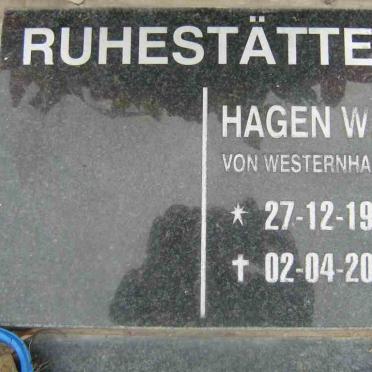 RUHESTÄTTE
HAGEN W
VON WESTERNHA
* 27-12-19
✝ 02-04-20